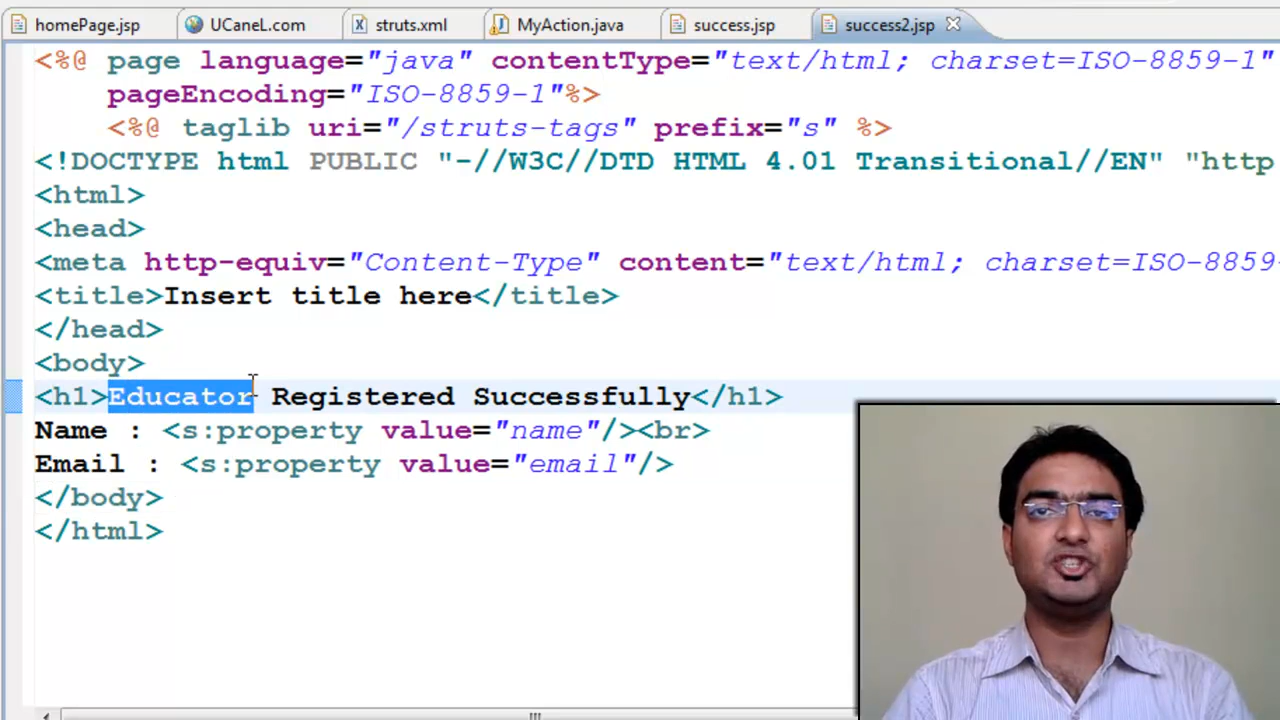 homePage.jsp UCaneL.com struts.xml MyAction.java success.jsp success2.jsp
<%@ page language="java" contentType="text/html; charset=ISO-8859-1"
pageEncoding="ISO-8859-1"%>
<%@ taglib uri="/struts-tags" prefix="s" %>
<!DOCTYPE html PUBLIC "-//W3C//DTD HTML 4.01 Transitional//EN" "http
<html>
<head>
<meta http-equiv="Content-Type" content="text/html; charset=ISO-8859-
<title>Insert title here</title>
</head>
<body>
<h1>Educator Registered Successfully</h1>
Name : <s:property value="name"/><br>
Email : <s:property value="email"/>
</body>
</html>